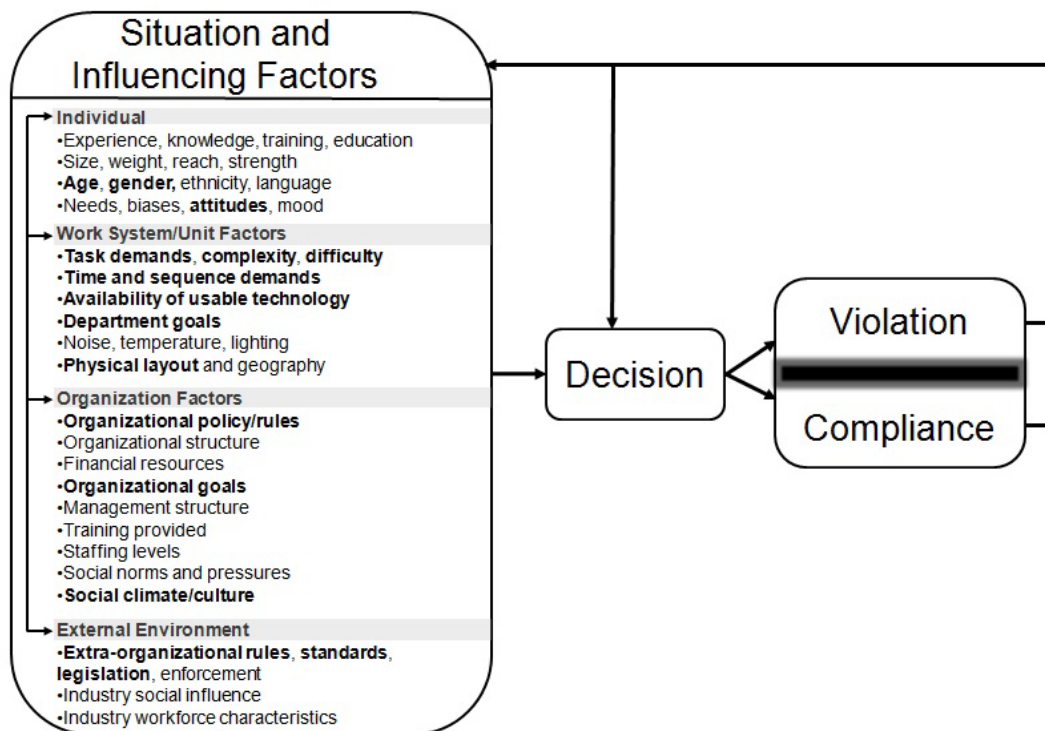 Situation and
Influencing Factors
Individual
•Experience, knowledge, training, education
•Size, weight, reach, strength
•Age, gender, ethnicity, language
•Needs, biases, attitudes, mood
Work System/Unit Factors
•Task demands, complexity, difficulty
•Time and sequence demands
•Availability of usable technology
•Department goals
•Noise, temperature, lighting
•Physical layout and geography
Organization Factors
•Organizational policy/rules
•Organizational structure
•Financial resources
•Organizational goals
•Management structure
•Training provided
•Staffing levels
•Social norms and pressures
•Social climate/culture
External Environment
•Extra-organizational rules, standards,
legislation, enforcement
•Industry social influence
•Industry workforce characteristics
Decision
Violation
Compliance